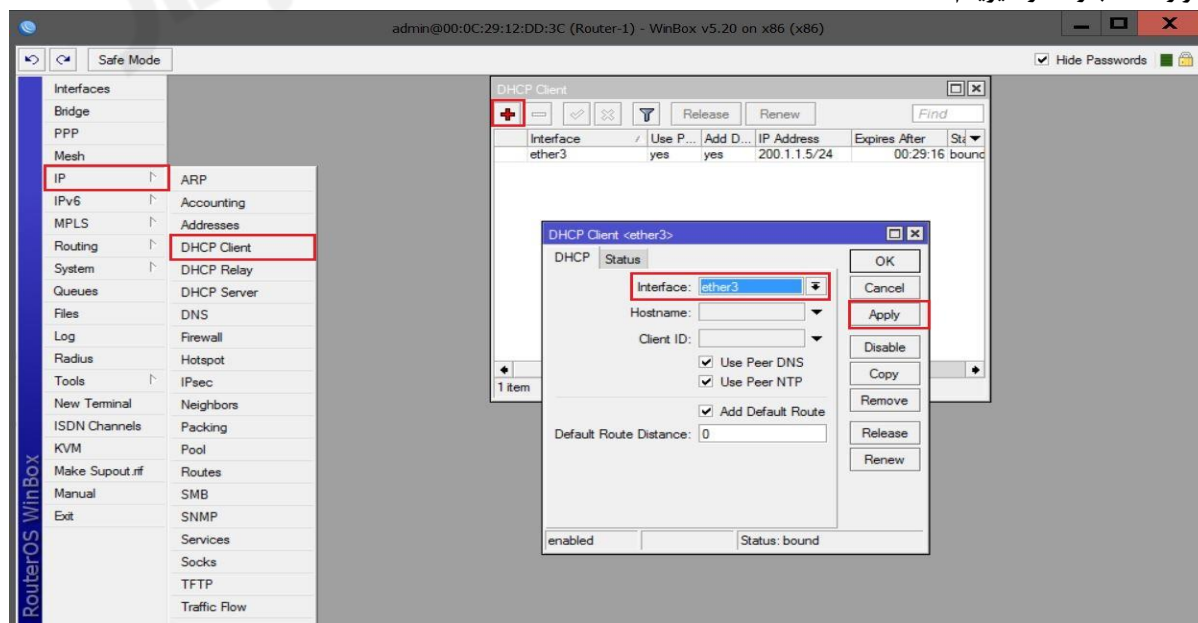 admin@00:0C:29:12:DD:3C (Router-1) - WinBox v5.20 on x86 (x86)
Safe Mode
Hide Passwords
Interfaces
Bridge
PPP
Mesh
IP
IPv6
MPLS
Routing
System
Queues
Files
Log
Radius
Tools
New Terminal
ISDN Channels
KVM
Make Supout.rif
Manual
Exit
RouterOS WinBox
ARP
Accounting
Addresses
DHCP Client
DHCP Relay
DHCP Server
DNS
Firewall
Hotspot
IPsec
Neighbors
Packing
Pool
Routes
SMB
SNMP
Services
Socks
TFTP
Traffic Flow
DHCP Client
Release Renew Find
Interface Use P... Add D... IP Address Expires After
ether3 yes yes 200.1.1.5/24 00:29:16 bound
1 item
DHCP Client <ether3>
DHCP Status
Interface: ether3
Hostname:
Client ID:
Use Peer DNS
Use Peer NTP
Add Default Route
Default Route Distance: 0
OK
Cancel
Apply
Disable
Copy
Remove
Release
Renew
enabled Status: bound